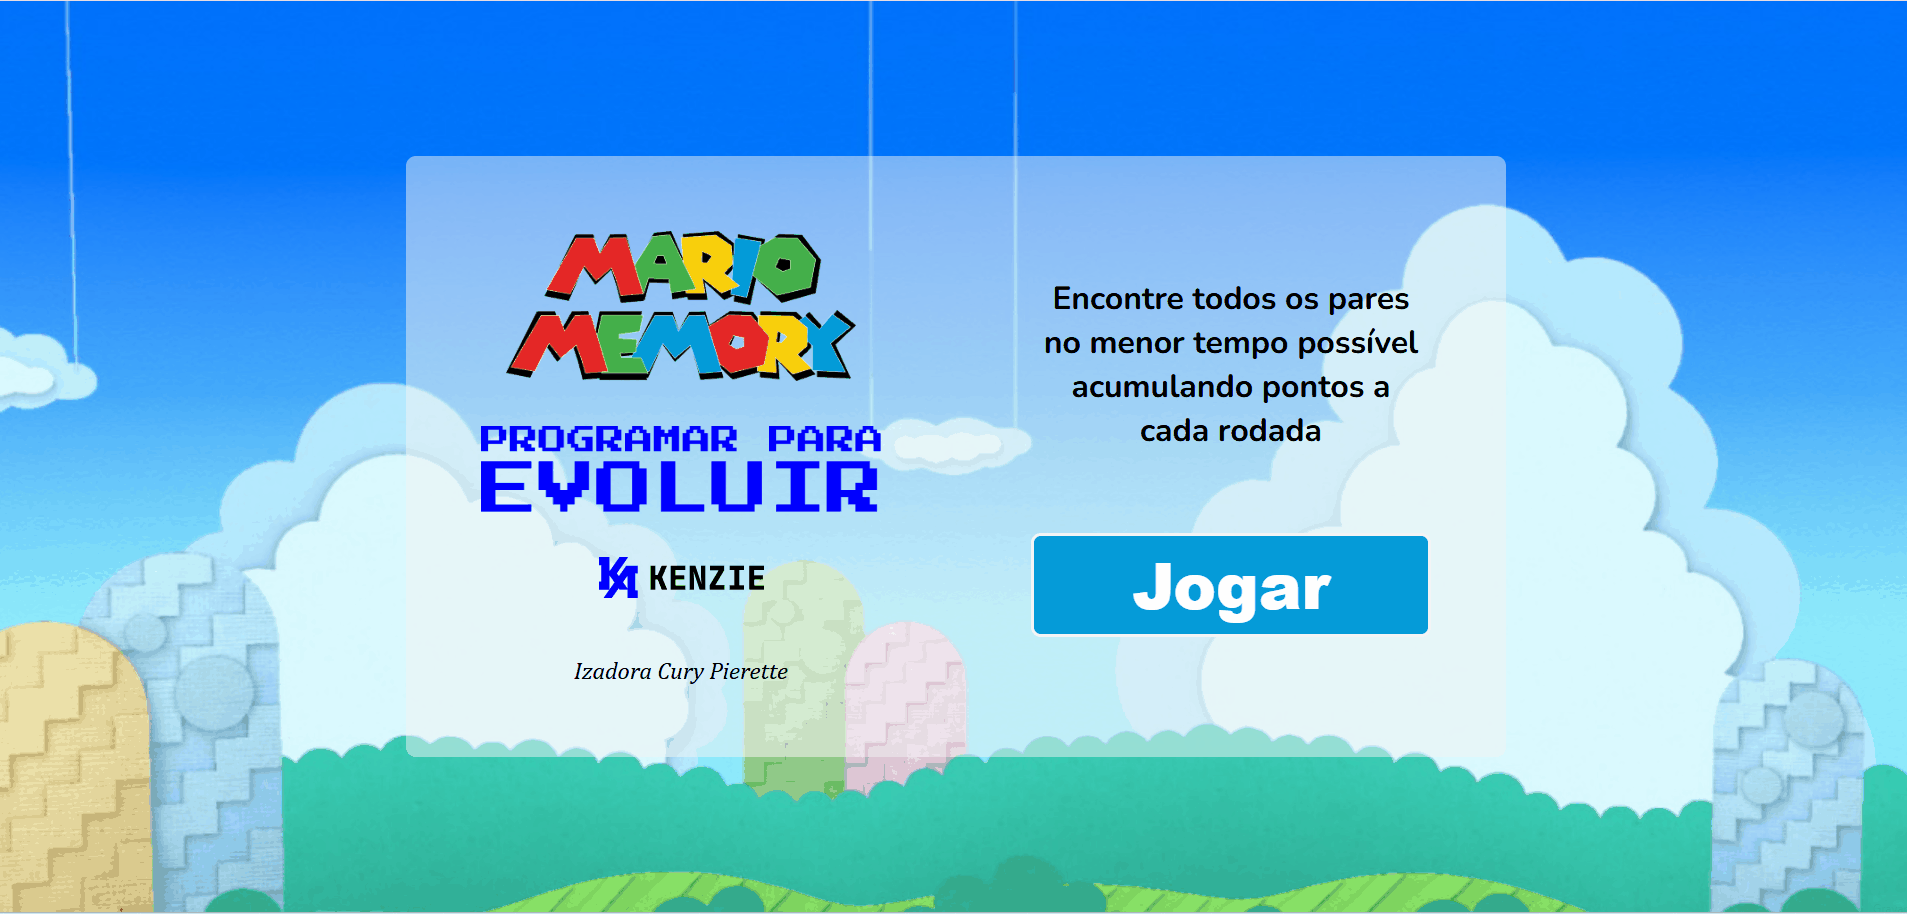 MARIO
MEMORY
PROGRAMAR PARA
EVOLUIR
KA KENZIE
Izadora Cury Pierette
Encontre todos os pares
no menor tempo possível
acumulando pontos a
cada rodada
Jogar